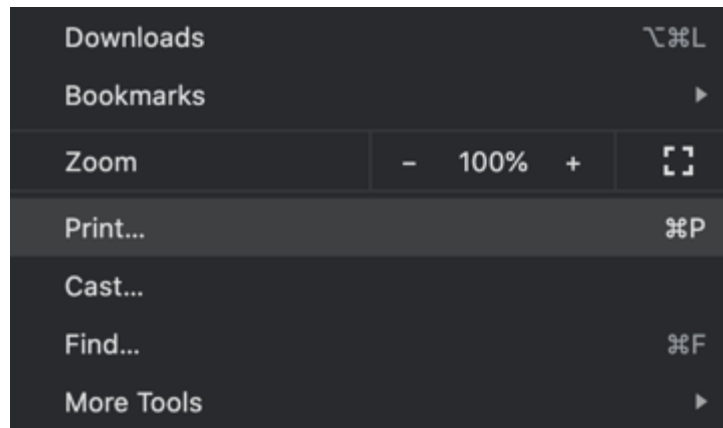 Downloads ⌥⌘L
Bookmarks
Zoom - 100% +
Print... ⌘P
Cast...
Find... ⌘F
More Tools